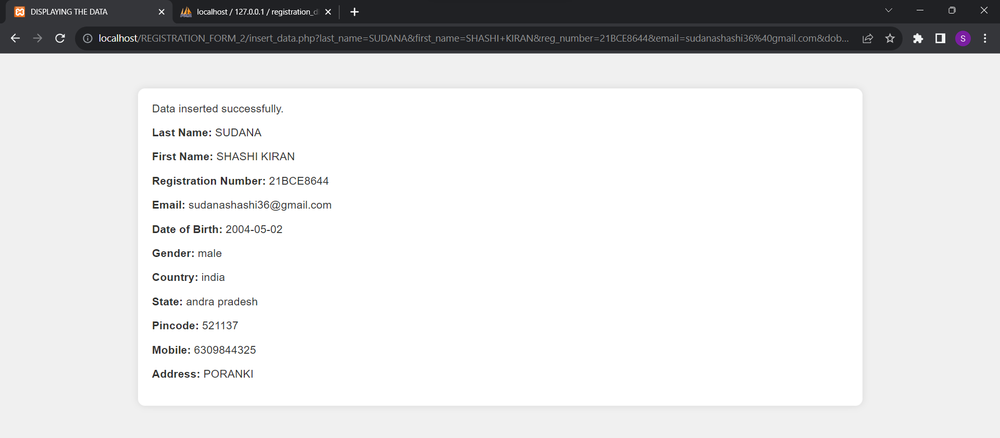 DISPLAYING THE DATA
localhost / 127.0.0.1 / registration_d
localhost/REGISTRATION_FORM_2/insert_data.php?last_name=SUDANA&first_name=SHASHI+KIRAN&reg_number=21BCE8644&email=sudanashashi36%40gmail.com&dob...
S
Data inserted successfully.
Last Name: SUDANA
First Name: SHASHI KIRAN
Registration Number: 21BCE8644
Email: sudanashashi36@gmail.com
Date of Birth: 2004-05-02
Gender: male
Country: india
State: andra pradesh
Pincode: 521137
Mobile: 6309844325
Address: PORANKI